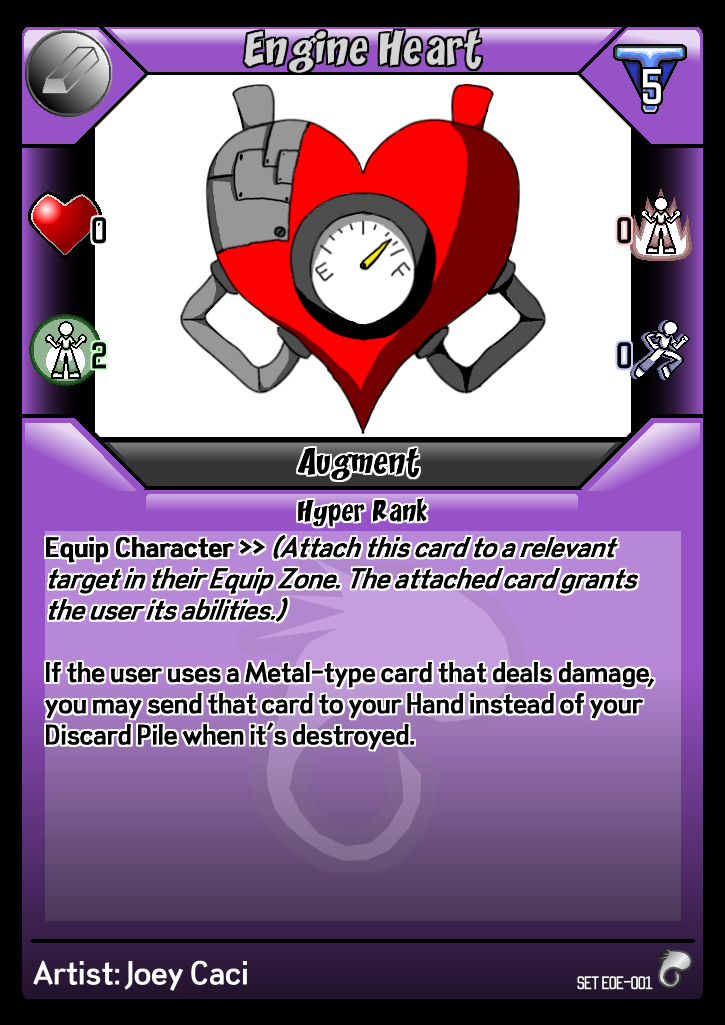 Engine Heart
5
0
0
2
0
E F
Augment
Hyper Rank
Equip Character >> (Attach this card to a relevant
target in their Equip Zone. The attached card grants
the user its abilities.)
If the user uses a Metal-type card that deals damage,
you may send that card to your Hand instead of your
Discard Pile when it's destroyed.
Artist: Joey Caci
SET EOE-001